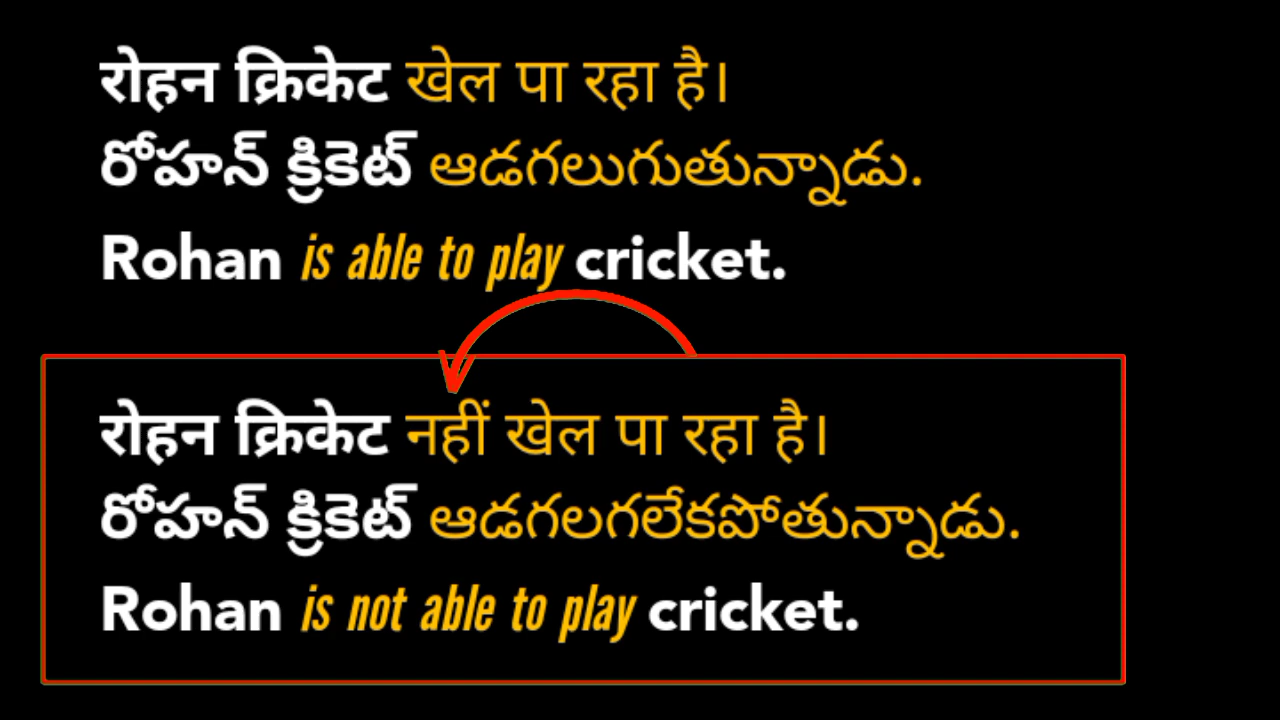 रोहन क्रिकेट खेल पा रहा है।
రోహన్ క్రికెట్ ఆడగలుగుతున్నాడు.
Rohan is able to play cricket.
रोहन क्रिकेट नहीं खेल पा रहा है।
రోహన్ క్రికెట్ ఆడగలగలేకపోతున్నాడు.
Rohan is not able to play cricket.